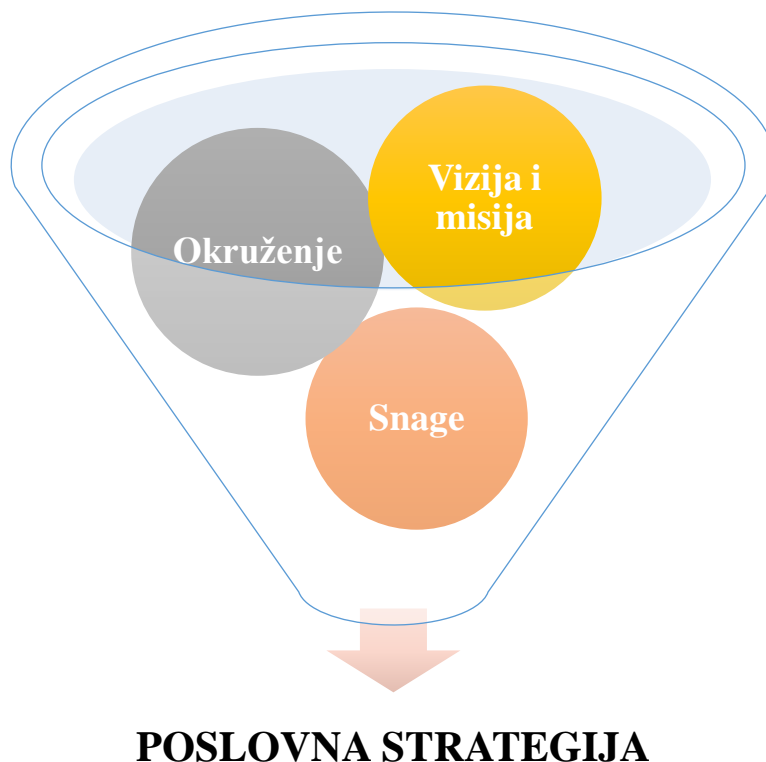 Vizija i
misija
Okruženje
Snage
POSLOVNA STRATEGIJA